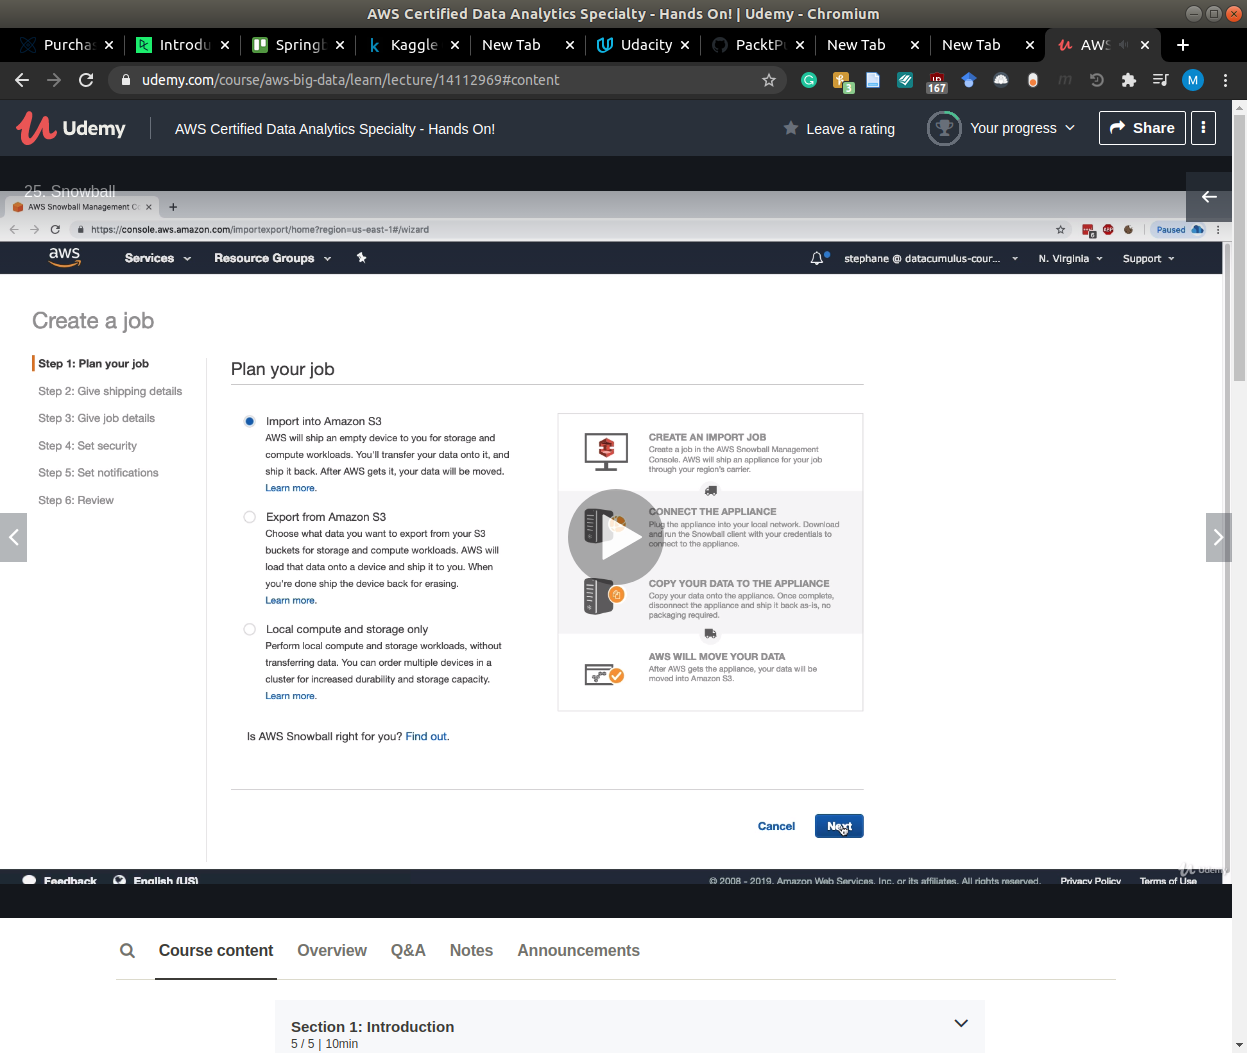 AWS Certified Data Analytics Specialty - Hands On! | Udemy - Chromium
Purchas
Introdu
Springb
Kaggle
New Tab
Udacity
PacktPu
New Tab
New Tab
AWS
udemy.com/course/aws-big-data/learn/lecture/14112969#content
3
167
M
Udemy
AWS Certified Data Analytics Specialty - Hands On!
Leave a rating
Your progress
Share
25. Snowball
AWS Snowball Management Co
https://console.aws.amazon.com/importexport/home?region=us-east-1#/wizard
Paused
aws
Services
Resource Groups
stephane @ datacumulus-cour...
N. Virginia
Support
Create a job
Step 1: Plan your job
Step 2: Give shipping details
Step 3: Give job details
Step 4: Set security
Step 5: Set notifications
Step 6: Review
Plan your job
Import into Amazon S3
AWS will ship an empty device to you for storage and
compute workloads. You'll transfer your data onto it, and
ship it back. After AWS gets it, your data will be moved.
Learn more.
Export from Amazon S3
Choose what data you want to export from your S3
buckets for storage and compute workloads. AWS will
load that data onto a device and ship it to you. When
you're done ship the device back for erasing.
Learn more.
Local compute and storage only
Perform local compute and storage workloads, without
transferring data. You can order multiple devices in a
cluster for increased durability and storage capacity.
Learn more.
Is AWS Snowball right for you? Find out.
CREATE AN IMPORT JOB
Create a job in the AWS Snowball Management
Console. AWS will ship an appliance for your job
through your region's carrier.
CONNECT THE APPLIANCE
Plug the appliance into your local network. Download
and run the Snowball client with your credentials to
connect to the appliance.
COPY YOUR DATA TO THE APPLIANCE
Copy your data onto the appliance. Once complete,
disconnect the appliance and ship it back as-is, no
packaging required.
AWS WILL MOVE YOUR DATA
After AWS gets the appliance, your data will be
moved into Amazon S3.
Cancel
Next
Feedback
English (US)
© 2008 - 2019, Amazon Web Services, Inc. or its affiliates. All rights reserved.
Privacy Policy
Terms of Use
Udemy
Course content
Overview
Q&A
Notes
Announcements
Section 1: Introduction
5 / 5 | 10min